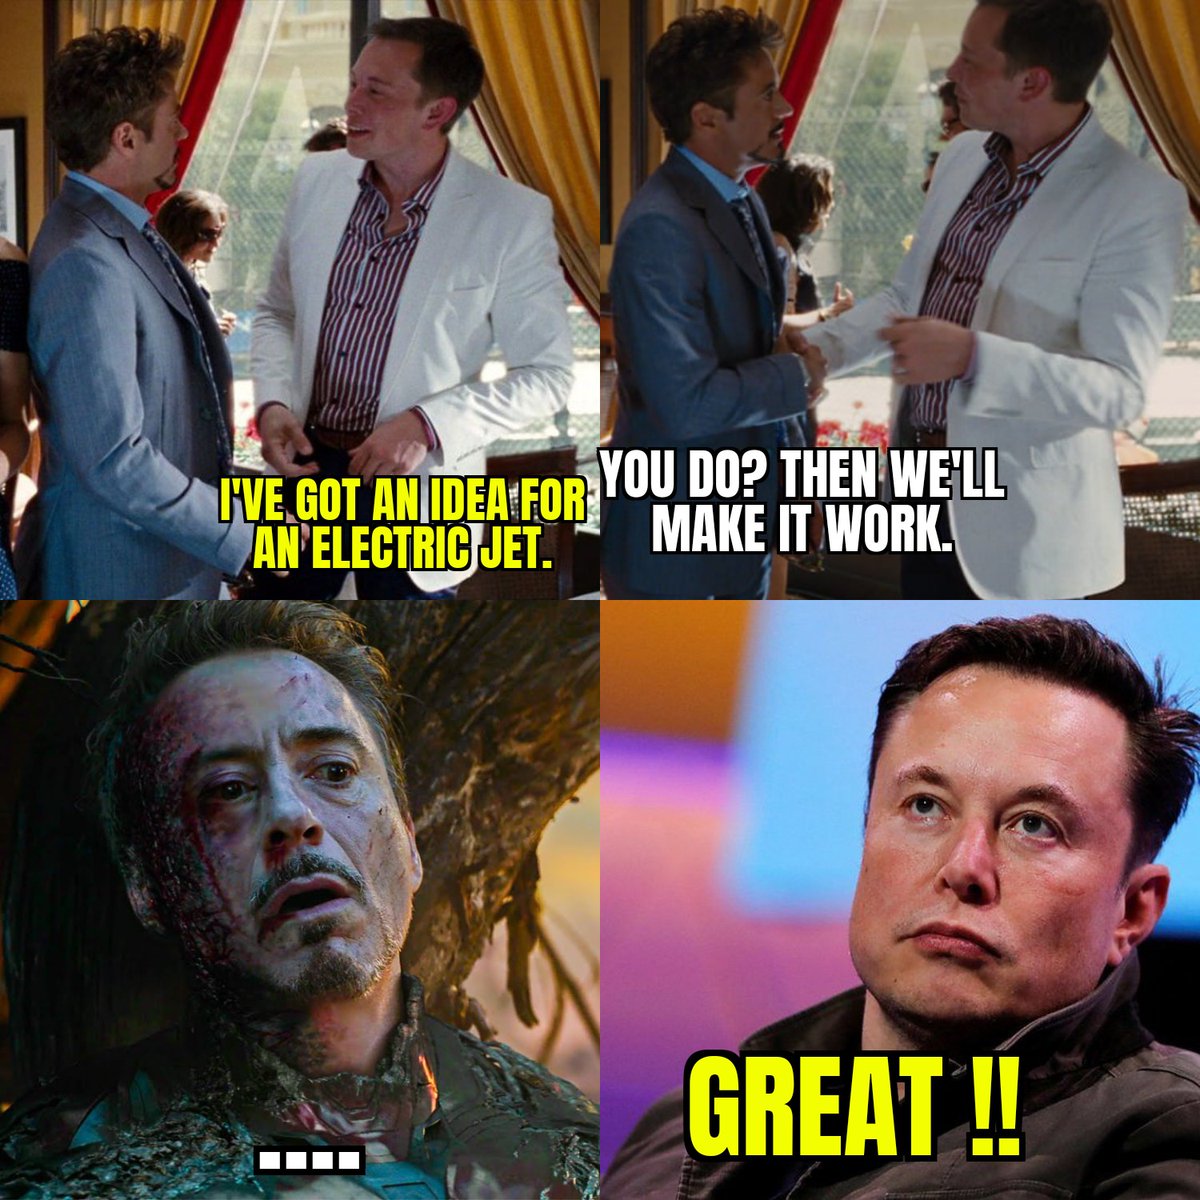 I'VE GOT AN IDEA FOR
AN ELECTRIC JET.
YOU DO? THEN WE'LL
MAKE IT WORK.
....
GREAT !!